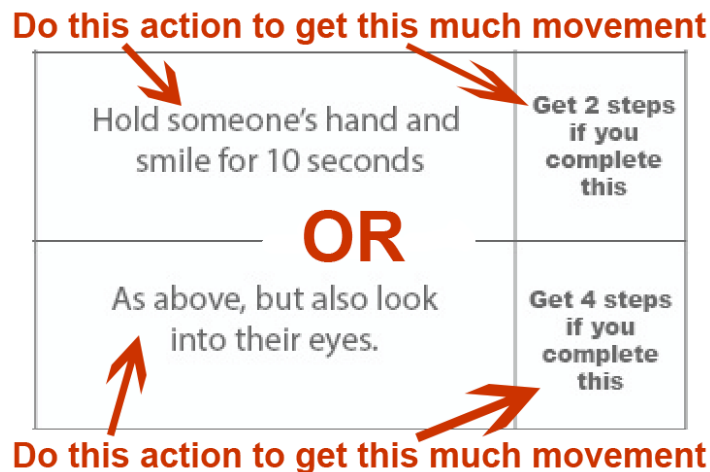 Do this action to get this much movement
Hold someone's hand and
smile for 10 seconds
Get 2 steps
if you
complete
this
OR
As above, but also look
into their eyes.
Get 4 steps
if you
complete
this
Do this action to get this much movement